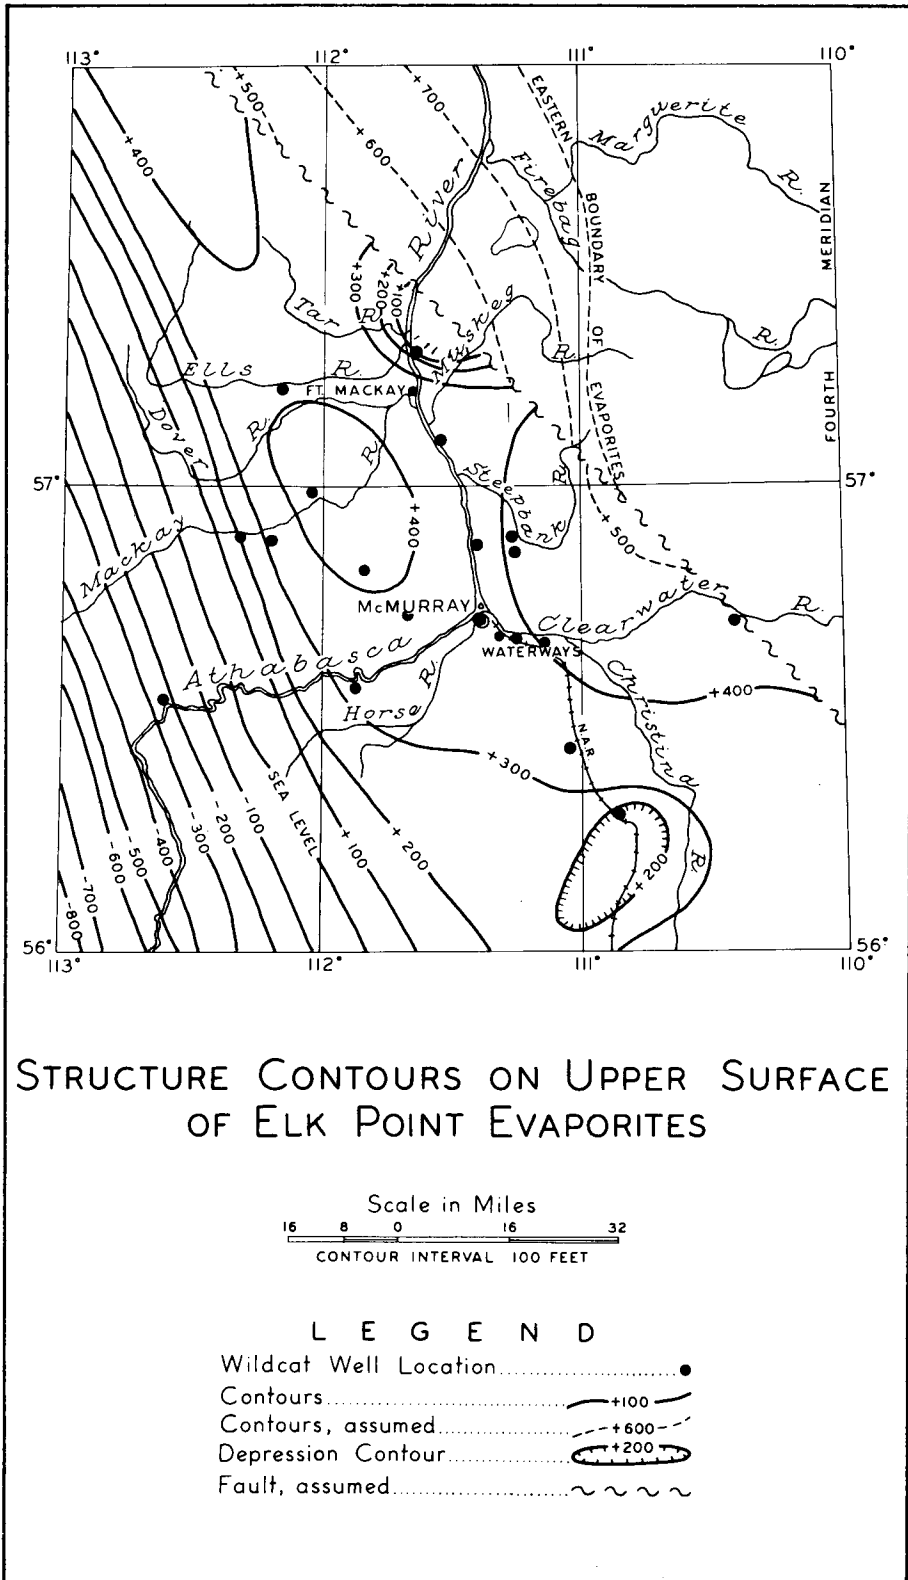 113°
112°
111°
110°
+500
+600
+700
+400
EASTERN
BOUNDARY
OF
EVAPORITES
Marguerite
R.
Firebag
R.
River
MERIDIAN
FOURTH
+300
+200
+100
Tar
R.
Muskeg
R.
Ells
R.
FT. MACKAY
Dover
R.
R.
57°
57°
Steepbank
R.
+500
+400
Mackay
McMURRAY
Clearwater
R.
WATERWAYS
Athabasca
Horse
R.
Christina
R.
+400
N.A.R.
+300
+200
SEA LEVEL
+100
+200
-100
-200
-300
-400
-500
-600
-700
-800
56°
56°
113°
112°
111°
110°
STRUCTURE CONTOURS ON UPPER SURFACE
OF ELK POINT EVAPORITES
Scale in Miles
16 8 0 16 32
CONTOUR INTERVAL 100 FEET
LEGEND
Wildcat Well Location
Contours +100
Contours, assumed +600
Depression Contour +200
Fault, assumed